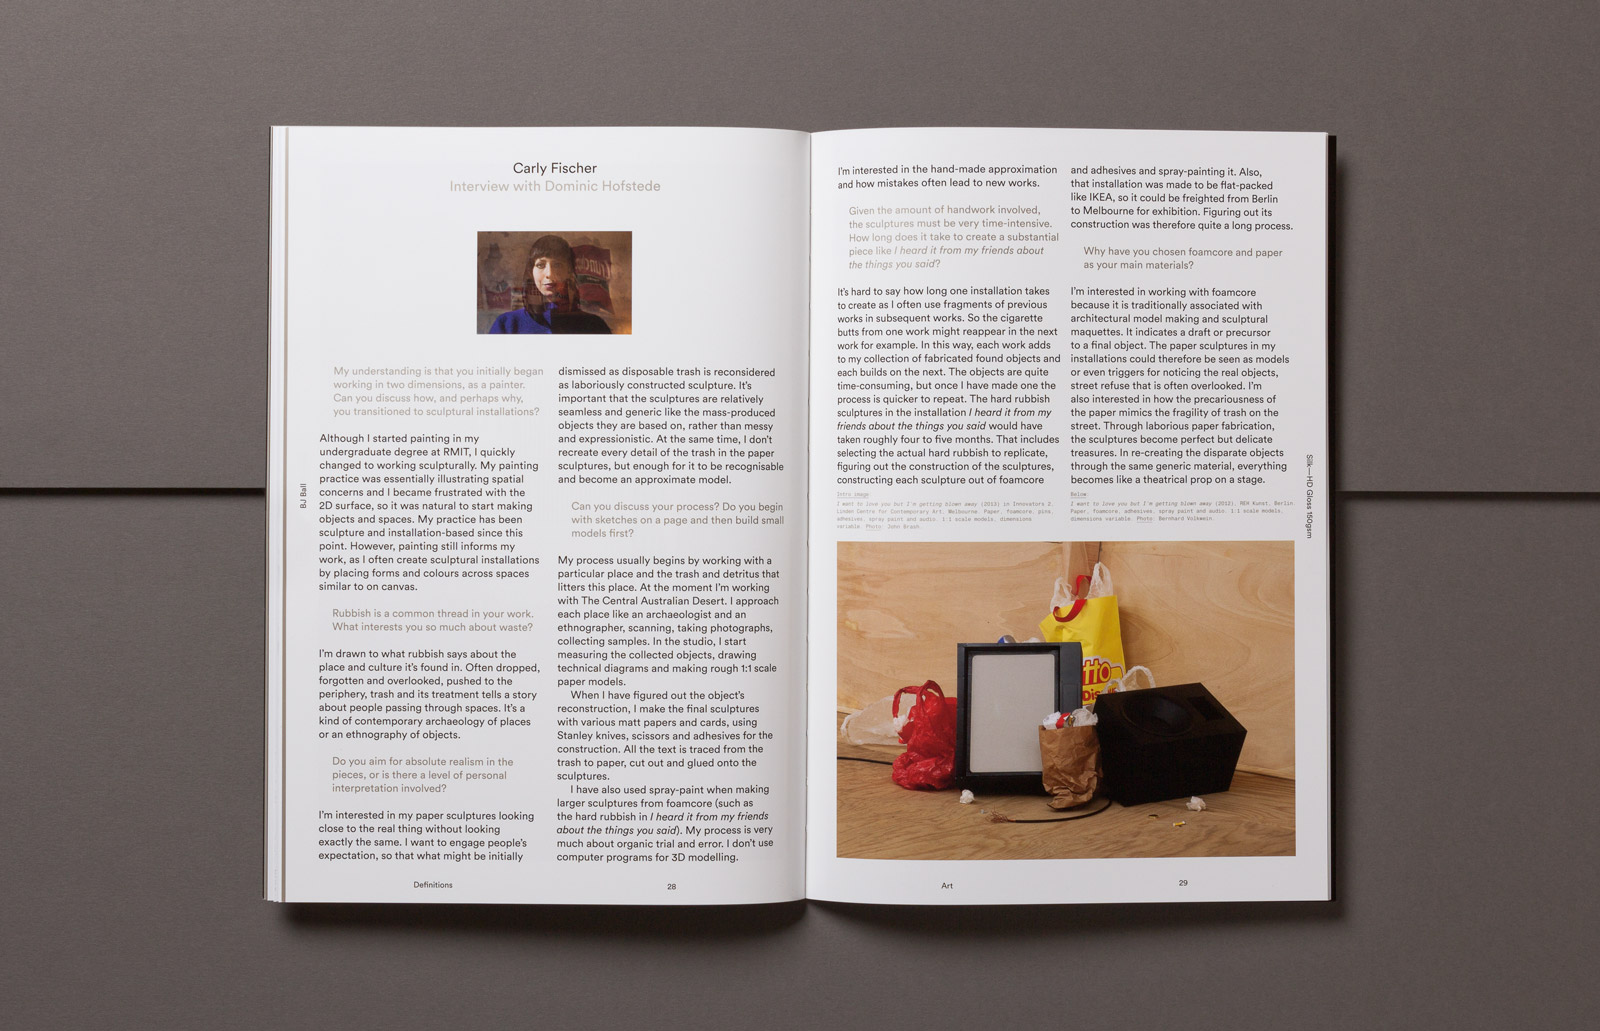 Carly Fischer
Interview with Dominic Hofstede
BJ Ball
My understanding is that you initially began
working in two dimensions, as a painter.
Can you discuss how, and perhaps why,
you transitioned to sculptural installations?
Although I started painting in my
undergraduate degree at RMIT, I quickly
changed to working sculpturally. My painting
practice was essentially illustrating spatial
concerns and I became frustrated with the
2D surface, so it was natural to start making
objects and spaces. My practice has been
sculpture and installation-based since this
point. However, painting still informs my
work, as I often create sculptural installations
by placing forms and colours across spaces
similar to on canvas.
Rubbish is a common thread in your work.
What interests you so much about waste?
I'm drawn to what rubbish says about the
place and culture it's found in. Often dropped,
forgotten and overlooked, pushed to the
periphery, trash and its treatment tells a story
about people passing through spaces. It's a
kind of contemporary archaeology of places
or an ethnography of objects.
Do you aim for absolute realism in the
pieces, or is there a level of personal
interpretation involved?
I'm interested in my paper sculptures looking
close to the real thing without looking
exactly the same. I want to engage people's
expectation, so that what might be initially
dismissed as disposable trash is reconsidered
as laboriously constructed sculpture. It's
important that the sculptures are relatively
seamless and generic like the mass-produced
objects they are based on, rather than messy
and expressionistic. At the same time, I don't
recreate every detail of the trash in the paper
sculptures, but enough for it to be recognisable
and become an approximate model.
Can you discuss your process? Do you begin
with sketches on a page and then build small
models first?
My process usually begins by working with a
particular place and the trash and detritus that
litters this place. At the moment I'm working
with The Central Australian Desert. I approach
each place like an archaeologist and an
ethnographer, scanning, taking photographs,
collecting samples. In the studio, I start
measuring the collected objects, drawing
technical diagrams and making rough 1:1 scale
paper models.
When I have figured out the object's
reconstruction, I make the final sculptures
with various matt papers and cards, using
Stanley knives, scissors and adhesives for the
construction. All the text is traced from the
trash to paper, cut out and glued onto the
sculptures.
I have also used spray-paint when making
larger sculptures from foamcore (such as
the hard rubbish in I heard it from my friends
about the things you said). My process is very
much about organic trial and error. I don't use
computer programs for 3D modelling.
Definitions
28
I'm interested in the hand-made approximation
and how mistakes often lead to new works.
Given the amount of handwork involved,
the sculptures must be very time-intensive.
How long does it take to create a substantial
piece like I heard it from my friends about
the things you said?
It's hard to say how long one installation takes
to create as I often use fragments of previous
works in subsequent works. So the cigarette
butts from one work might reappear in the next
work for example. In this way, each work adds
to my collection of fabricated found objects and
each builds on the next. The objects are quite
time-consuming, but once I have made one the
process is quicker to repeat. The hard rubbish
sculptures in the installation I heard it from my
friends about the things you said would have
taken roughly four to five months. That includes
selecting the actual hard rubbish to replicate,
figuring out the construction of the sculptures,
constructing each sculpture out of foamcore
and adhesives and spray-painting it. Also,
that installation was made to be flat-packed
like IKEA, so it could be freighted from Berlin
to Melbourne for exhibition. Figuring out its
construction was therefore quite a long process.
Why have you chosen foamcore and paper
as your main materials?
I'm interested in working with foamcore
because it is traditionally associated with
architectural model making and sculptural
maquettes. It indicates a draft or precursor
to a final object. The paper sculptures in my
installations could therefore be seen as models
or even triggers for noticing the real objects,
street refuse that is often overlooked. I'm
also interested in how the precariousness of
the paper mimics the fragility of trash on the
street. Through laborious paper fabrication,
the sculptures become perfect but delicate
treasures. In re-creating the disparate objects
through the same generic material, everything
becomes like a theatrical prop on a stage.
Intro image
I want to love you but I'm getting blown away (2013) in Innovators 2,
Linden Centre for Contemporary Art, Melbourne. Paper, foamcore, pins,
adhesives, spray paint and audio. 1:1 scale models, dimensions
variable. Photo: John Brash.
Below
I want to love you but I'm getting blown away (2012), REH Kunst, Berlin.
Paper, foamcore, adhesives, spray paint and audio. 1:1 scale models,
dimensions variable. Photo: Bernhard Volkwein.
Silk—HD Gloss 150gsm
Art
29